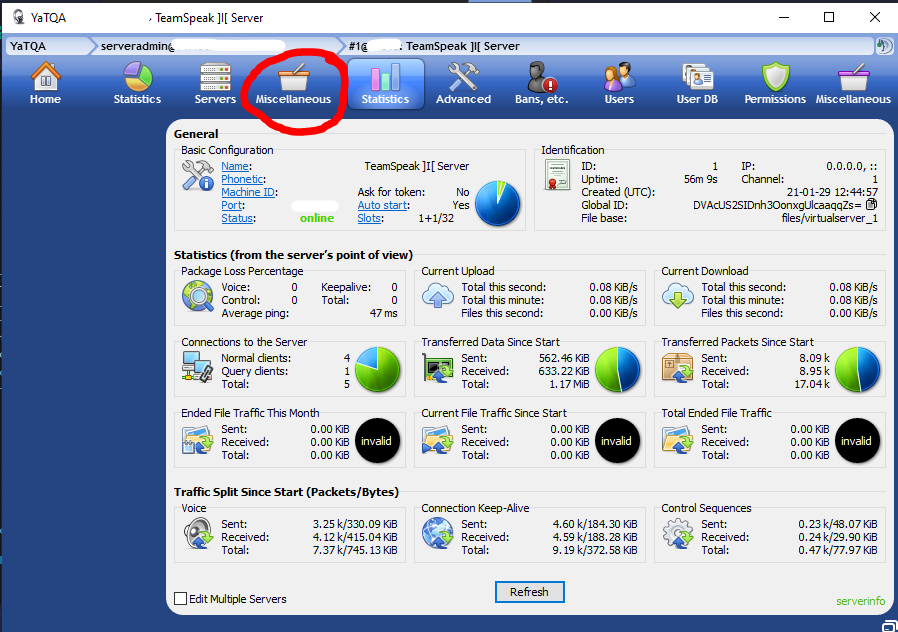 YaTQA , TeamSpeak ]I[ Server
YaTQA serveradmin@ #1@ . TeamSpeak ]I[ Server
Home Statistics Servers Miscellaneous Statistics Advanced Bans, etc. Users User DB Permissions Miscellaneous
General
Basic Configuration
Name: TeamSpeak ]I[ Server
Phonetic:
Machine ID: Ask for token: No
Port: Auto start: Yes
Status: online Slots: 1+1/32
Identification
ID: 1 IP: 0.0.0.0, ::
Uptime: 56m 9s Channel: 1
Created (UTC): 21-01-29 12:44:57
Global ID: DVAcUS2SIDnh3OonxgUlcaaqqZs=
File base: files/virtualserver_1
Statistics (from the server’s point of view)
Package Loss Percentage
Voice: 0 Keepalive: 0
Control: 0 Total: 0
Average ping: 47 ms
Current Upload
Total this second: 0.08 KiB/s
Total this minute: 0.08 KiB/s
Files this second: 0.00 KiB/s
Current Download
Total this second: 0.08 KiB/s
Total this minute: 0.08 KiB/s
Files this second: 0.00 KiB/s
Connections to the Server
Normal clients: 4
Query clients: 1
Total: 5
Transferred Data Since Start
Sent: 562.46 KiB
Received: 633.22 KiB
Total: 1.17 MiB
Transferred Packets Since Start
Sent: 8.09 k
Received: 8.95 k
Total: 17.04 k
Ended File Traffic This Month
Sent: 0.00 KiB
Received: 0.00 KiB
Total: 0.00 KiB
invalid
Current File Traffic Since Start
Sent: 0.00 KiB
Received: 0.00 KiB
Total: 0.00 KiB
invalid
Total Ended File Traffic
Sent: 0.00 KiB
Received: 0.00 KiB
Total: 0.00 KiB
invalid
Traffic Split Since Start (Packets/Bytes)
Voice
Sent: 3.25 k/330.09 KiB
Received: 4.12 k/415.04 KiB
Total: 7.37 k/745.13 KiB
Connection Keep-Alive
Sent: 4.60 k/184.30 KiB
Received: 4.59 k/188.28 KiB
Total: 9.19 k/372.58 KiB
Control Sequences
Sent: 0.23 k/48.07 KiB
Received: 0.24 k/29.90 KiB
Total: 0.47 k/77.97 KiB
Edit Multiple Servers
Refresh
serverinfo